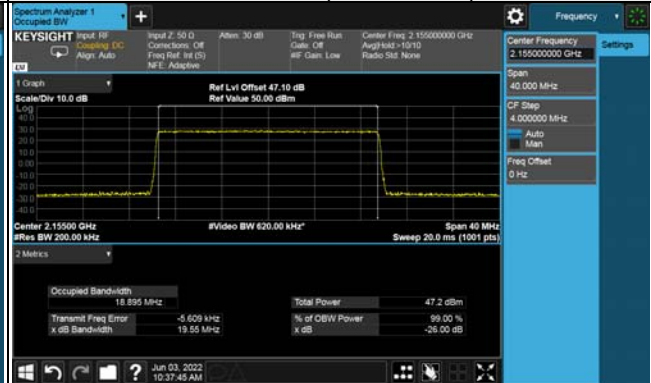 Spectrum Analyzer 1
Occupied BW
Frequency
KEYSIGHT Input: RF
Coupling: DC
Align: Auto
Input Z: 50 Ω
Corrections: Off
Freq Ref: Int (S)
NFE: Adaptive
Atten: 30 dB
Trig: Free Run
Gate: Off
#IF Gain: Low
Center Freq: 2.155000000 GHz
Avg|Hold:>10/10
Radio Std: None
Center Frequency
2.155000000 GHz
Settings
Span
40.000 MHz
CF Step
4.000000 MHz
Auto
Man
Freq Offset
0 Hz
1 Graph
Scale/Div 10.0 dB
Ref Lvl Offset 47.10 dB
Ref Value 50.00 dBm
Log
40.0
30.0
20.0
10.0
0.00
-10.0
-20.0
-30.0
-40.0
Center 2.15500 GHz
#Res BW 200.00 kHz
#Video BW 620.00 kHz*
Span 40 MHz
Sweep 20.0 ms (1001 pts)
2 Metrics
Occupied Bandwidth
18.895 MHz
Total Power 47.2 dBm
Transmit Freq Error -5.609 kHz
% of OBW Power 99.00 %
x dB Bandwidth 19.55 MHz
x dB -26.00 dB
Jun 03, 2022
10:37:45 AM